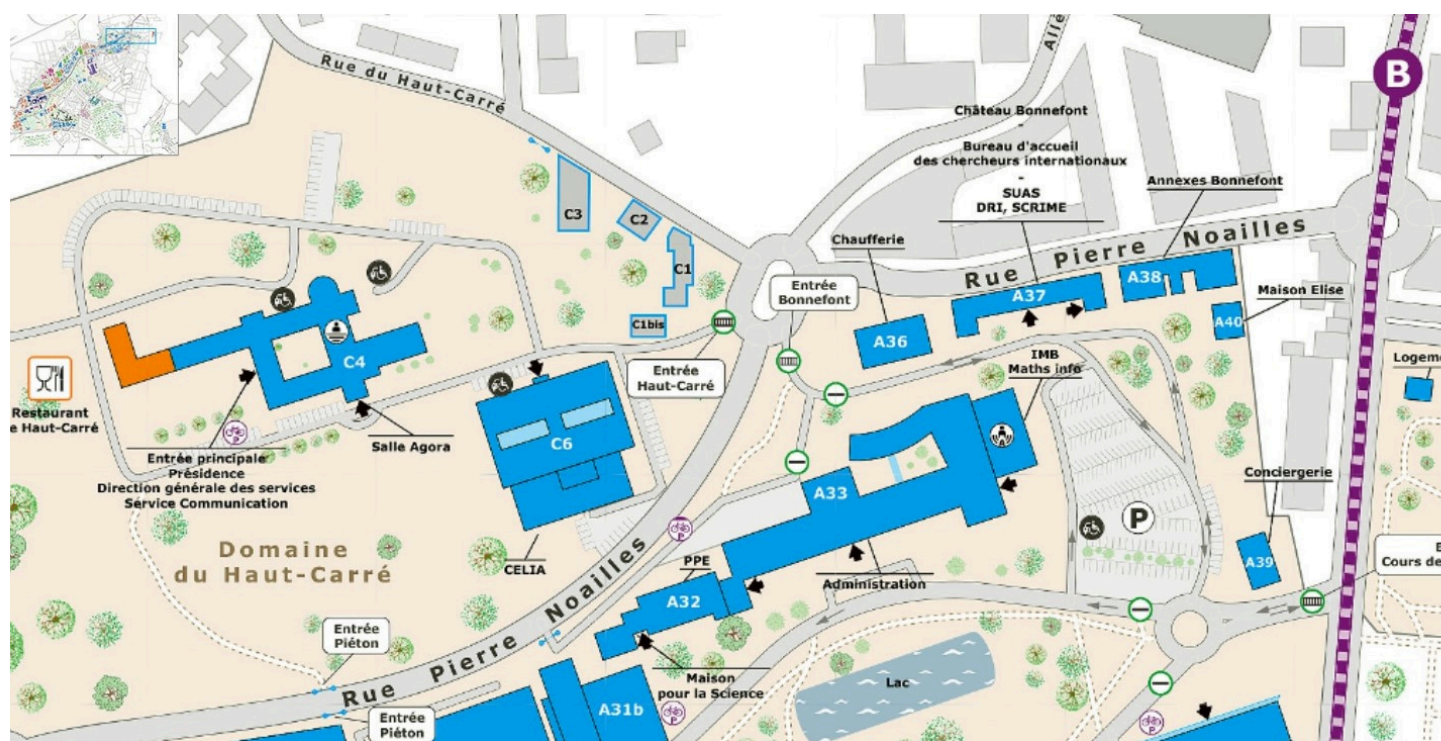 Rue du Haut-Carré
Allé
B
Château Bonnefont
-
Bureau d'accueil
des chercheurs internationaux
-
SUAS
DRI, SCRIME
Annexes Bonnefont
C3
C2
C1
C1bis
Chaufferie
Rue Pierre Noailles
A38
A37
Maison Elise
A40
Entrée
Bonnefont
A36
IMB
Maths info
C4
Entrée
Haut-Carré
Logeme
Restaurant
e Haut-Carré
P
Salle Agora
C6
Entrée principale
Présidence
Direction générale des services
Service Communication
Conciergerie
A33
P
P
Domaine
du Haut-Carré
CELIA
PPE
Administration
A39
E
Cours de
A32
Rue Pierre Noailles
Entrée
Piéton
Maison
pour la Science
Lac
A31b
P
P
Entrée
Piéton